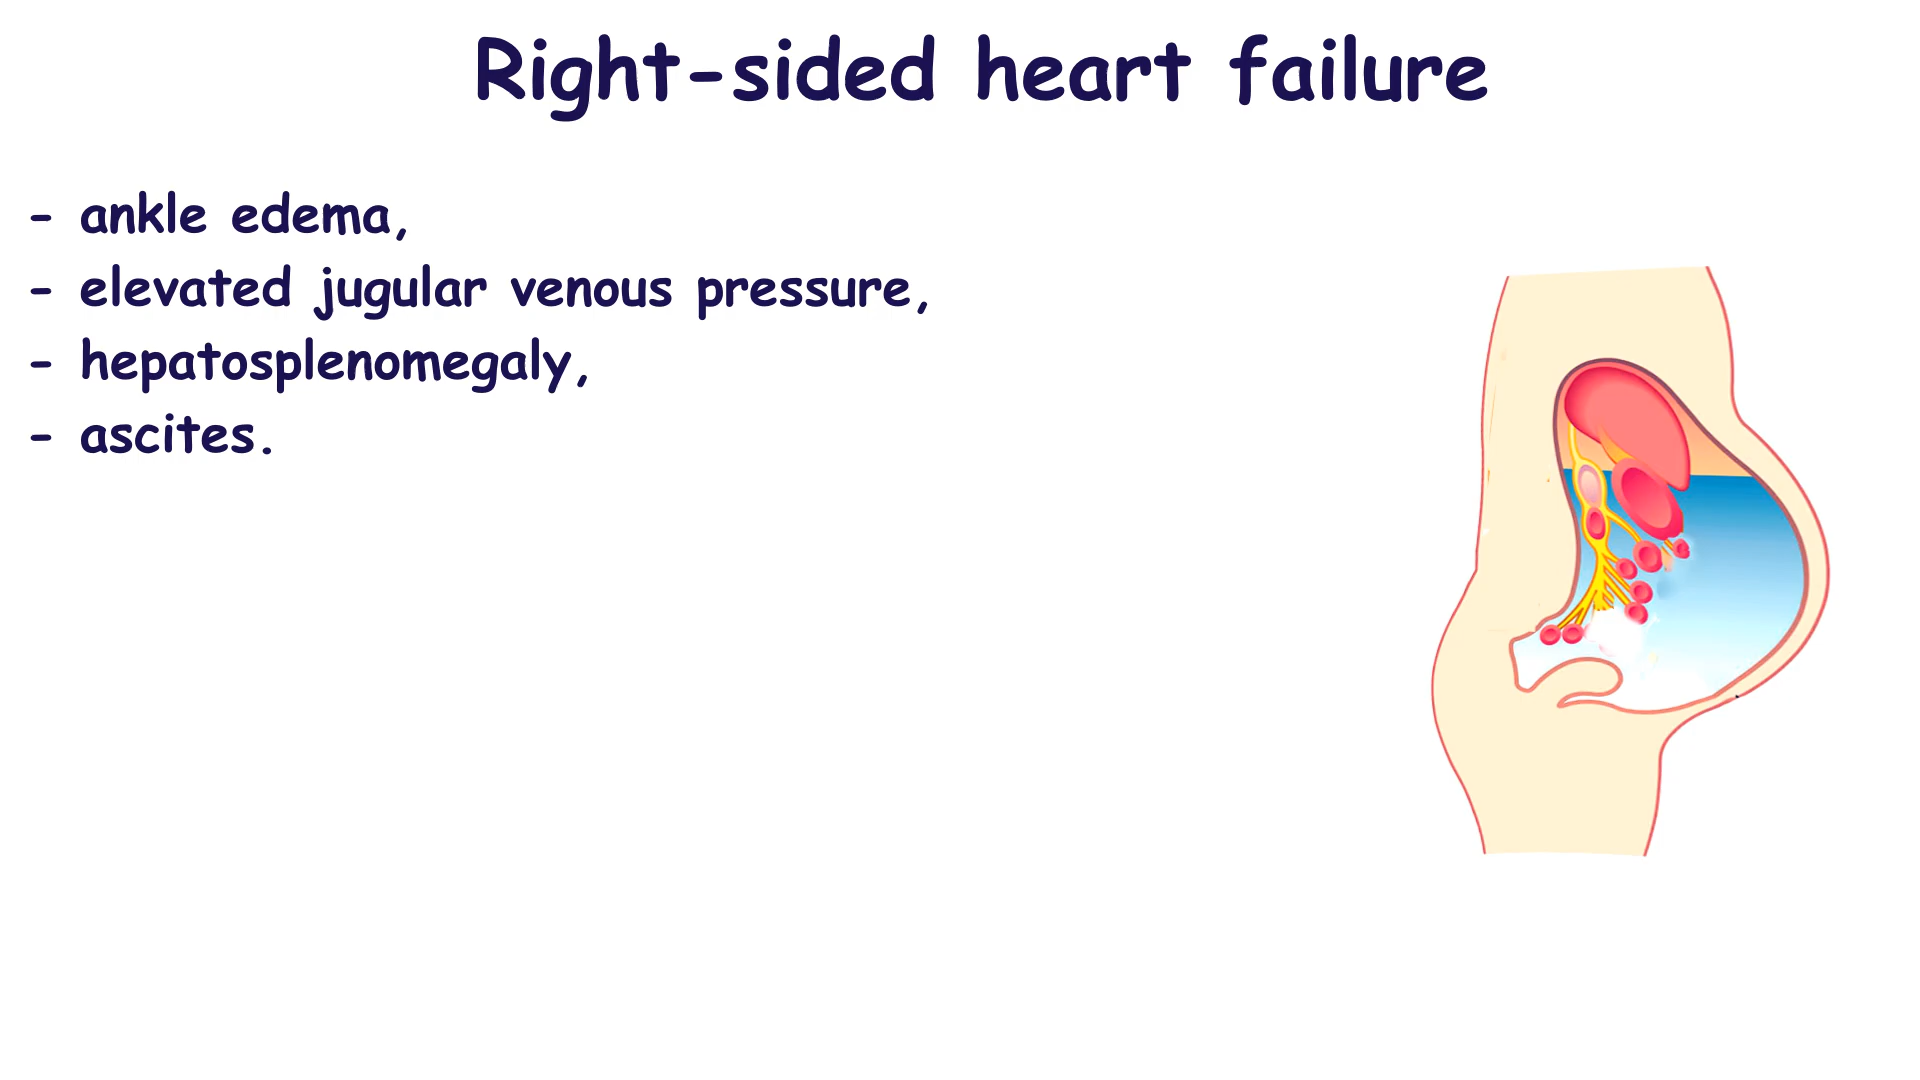 Right-sided heart failure
- ankle edema,
- elevated jugular venous pressure,
- hepatosplenomegaly,
- ascites.